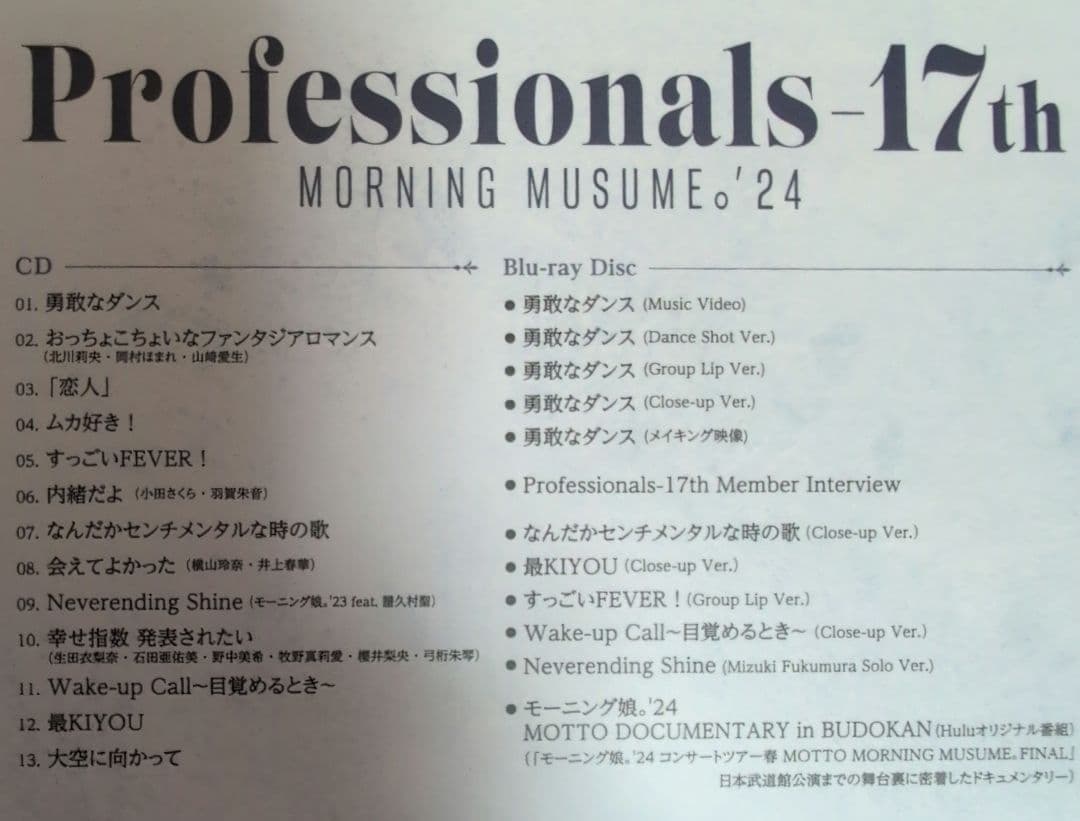 Professionals-17th
MORNING MUSUME。'24
CD
01. 勇敢なダンス
02. おっちょこちょいなファンタジアロマンス
（北川莉央・岡村ほまれ・山﨑愛生）
03. 「恋人」
04. ムカ好き！
05. すっごいFEVER！
06. 内緒だよ（小田さくら・羽賀朱音）
07. なんだかセンチメンタルな時の歌
08. 会えてよかった（横山玲奈・井上春華）
09. Neverending Shine（モーニング娘。'23 feat. 譜久村聖）
10. 幸せ指数 発表されたい
（生田衣梨奈・石田亜佑美・野中美希・牧野真莉愛・櫻井梨央・弓桁朱琴）
11. Wake-up Call〜目覚めるとき〜
12. 最KIYOU
13. 大空に向かって
Blu-ray Disc
● 勇敢なダンス (Music Video)
● 勇敢なダンス (Dance Shot Ver.)
● 勇敢なダンス (Group Lip Ver.)
● 勇敢なダンス (Close-up Ver.)
● 勇敢なダンス (メイキング映像)
● Professionals-17th Member Interview
● なんだかセンチメンタルな時の歌 (Close-up Ver.)
● 最KIYOU (Close-up Ver.)
● すっごいFEVER！(Group Lip Ver.)
● Wake-up Call〜目覚めるとき〜 (Close-up Ver.)
● Neverending Shine (Mizuki Fukumura Solo Ver.)
● モーニング娘。'24
MOTTO DOCUMENTARY in BUDOKAN（Huluオリジナル番組）
（「モーニング娘。'24 コンサートツアー春 MOTTO MORNING MUSUME。FINAL」
日本武道館公演までの舞台裏に密着したドキュメンタリー）